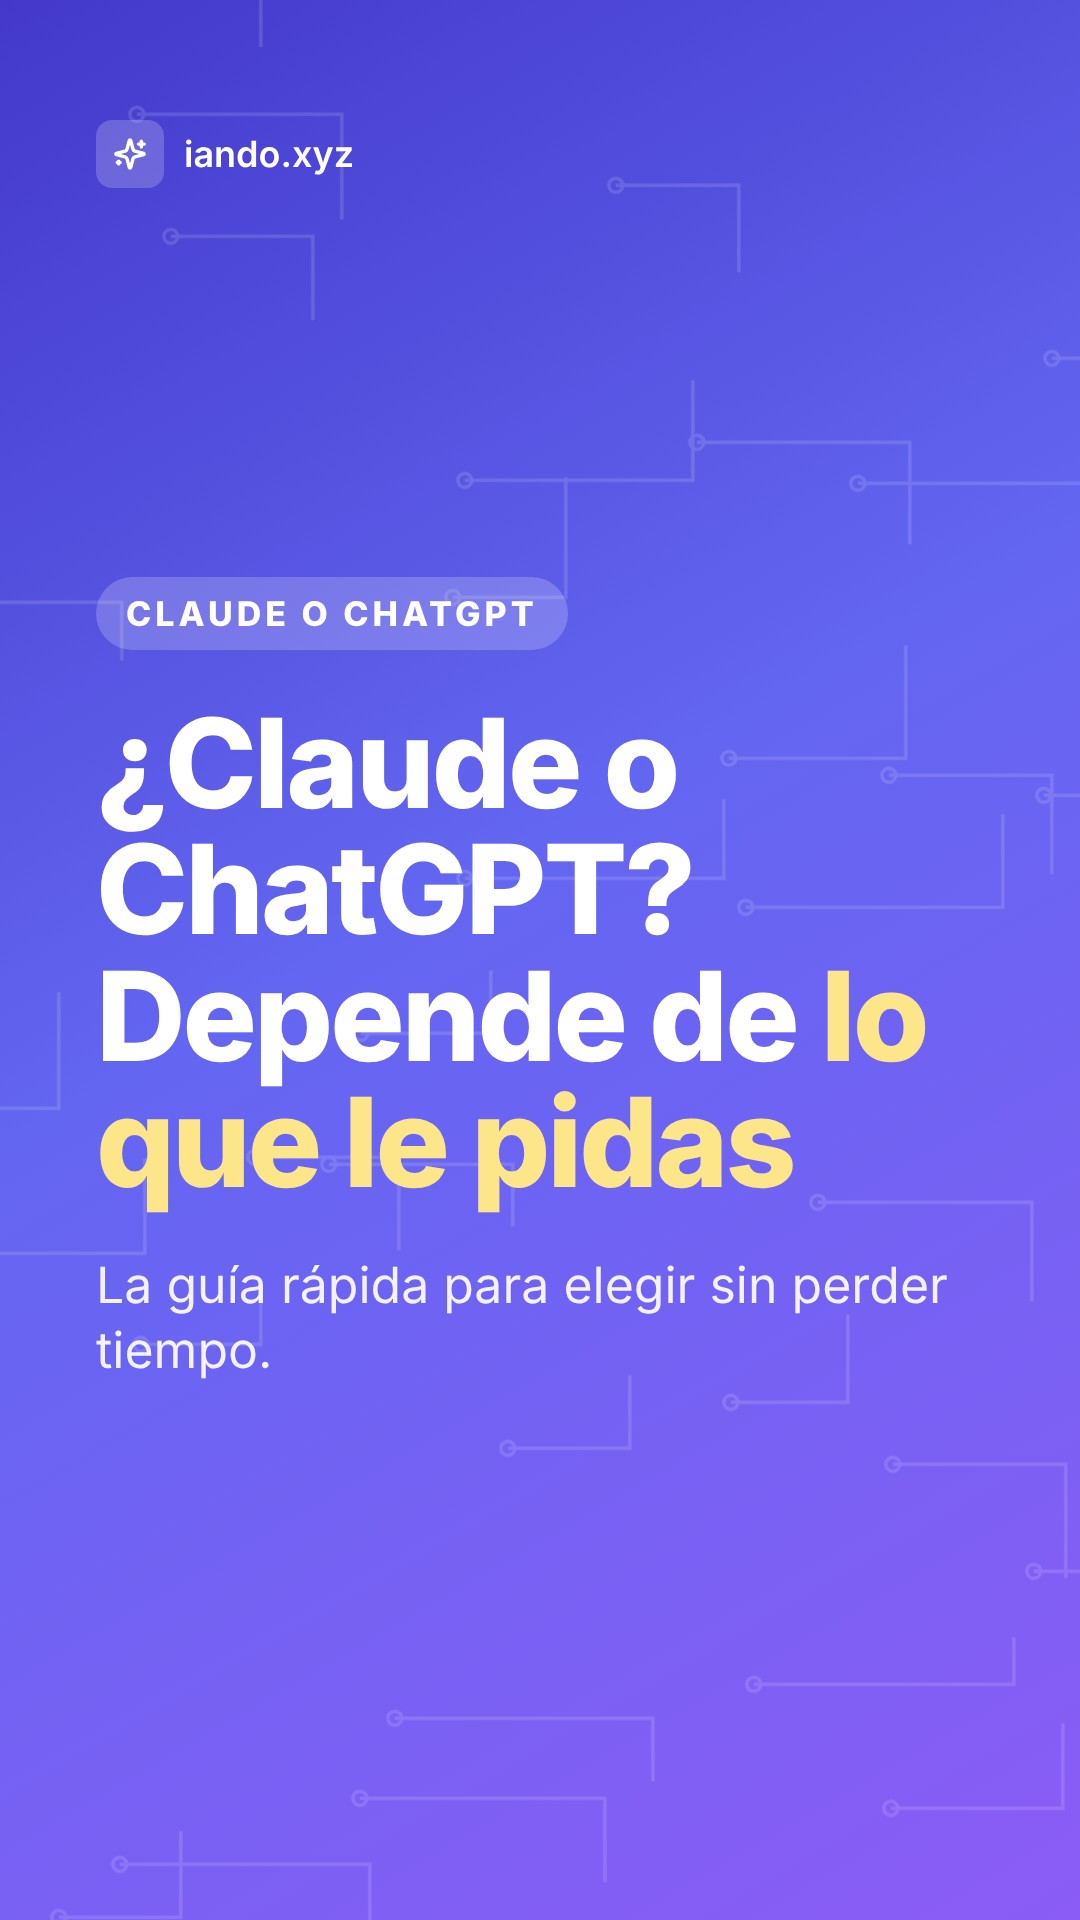 iando.xyz
CLAUDE O CHATGPT
¿Claude o
ChatGPT?
Depende de lo
que le pidas
La guía rápida para elegir sin perder
tiempo.